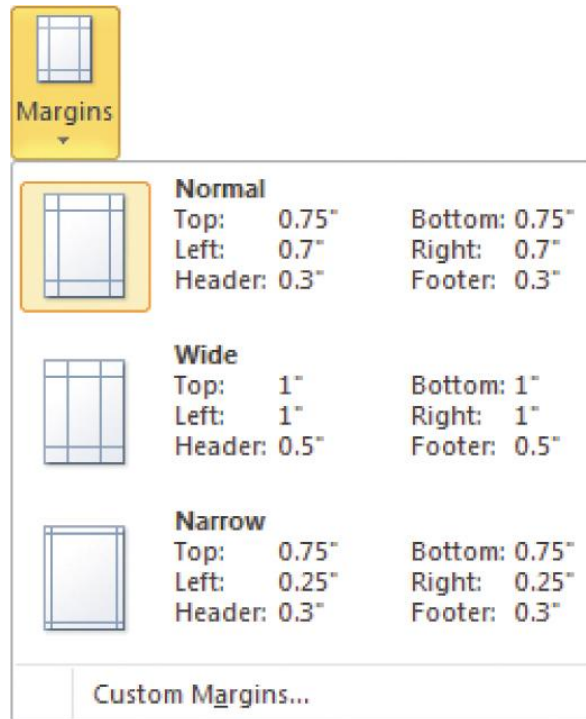 Margins
Normal
Top: 0.75" Bottom: 0.75"
Left: 0.7" Right: 0.7"
Header: 0.3" Footer: 0.3"
Wide
Top: 1" Bottom: 1"
Left: 1" Right: 1"
Header: 0.5" Footer: 0.5"
Narrow
Top: 0.75" Bottom: 0.75"
Left: 0.25" Right: 0.25"
Header: 0.3" Footer: 0.3"
Custom Margins...